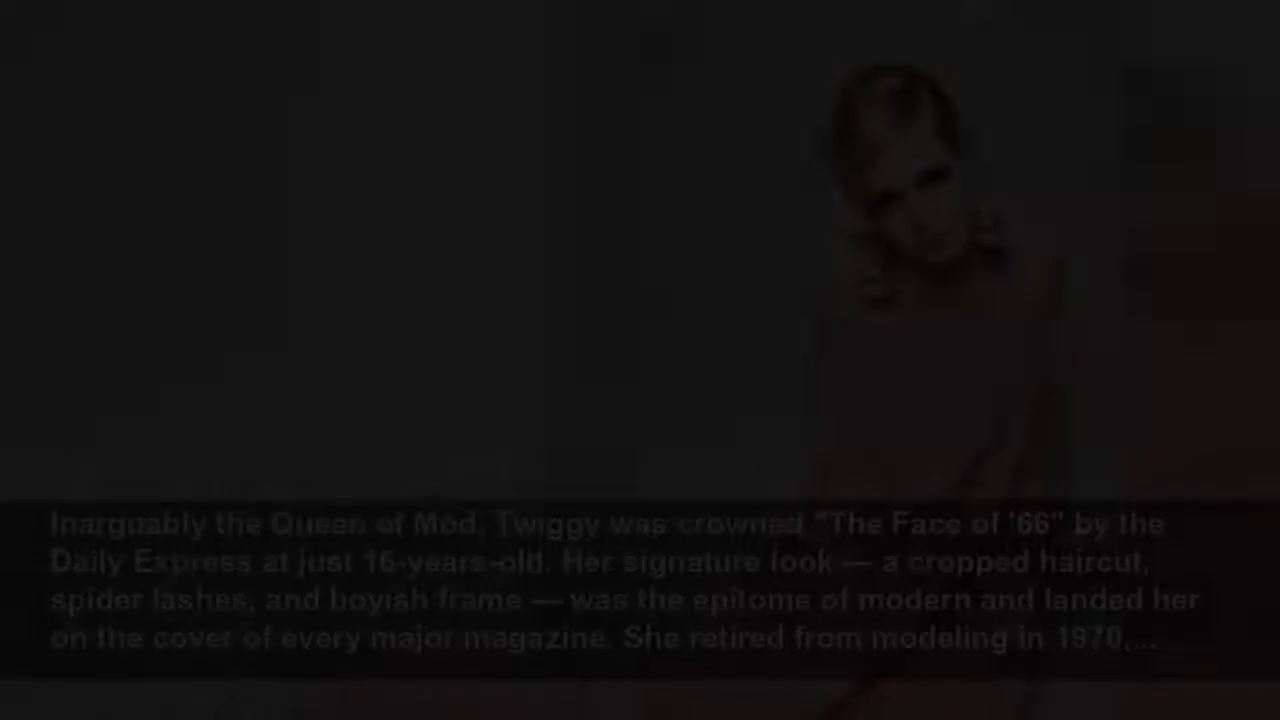 Inarguably the Queen of Mod, Twiggy was crowned "The Face of '66" by the
Daily Express at just 16-years-old. Her signature look — a cropped haircut,
spider lashes, and boyish frame — was the epitome of modern and landed her
on the cover of every major magazine. She retired from modeling in 1970,...